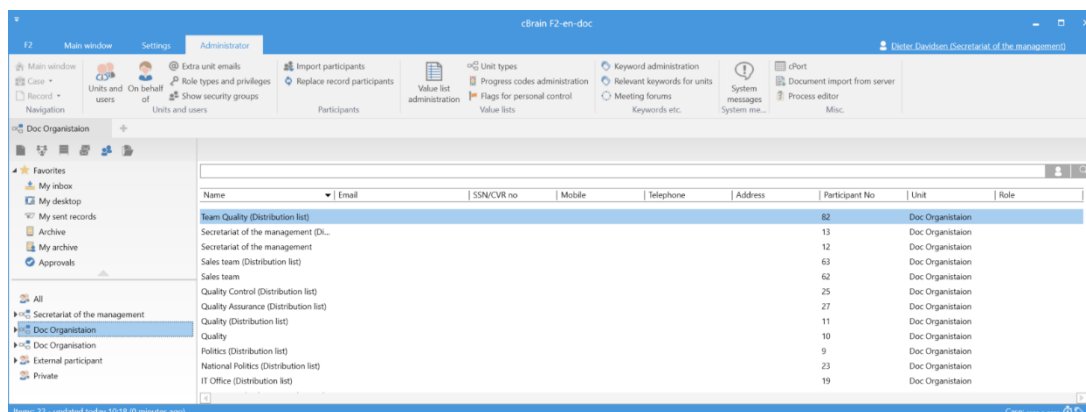 cBrain F2-en-doc
F2 Main window Settings Administrator Dieter Davidsen (Secretariat of the management)
Main window
Case
Record
Navigation
Units and users
On behalf of
Extra unit emails
Role types and privileges
Show security groups
Units and users
Import participants
Replace record participants
Participants
Value list administration
Unit types
Progress codes administration
Flags for personal control
Value lists
Keyword administration
Relevant keywords for units
Meeting forums
Keywords etc.
System messages
System me...
cPort
Document import from server
Process editor
Misc.
Doc Organistaion
Favorites
My inbox
My desktop
My sent records
Archive
My archive
Approvals
All
Secretariat of the management
Doc Organistaion
Doc Organisation
External participant
Private
Name Email SSN/CVR no Mobile Telephone Address Participant No Unit Role
Team Quality (Distribution list) 82 Doc Organistaion
Secretariat of the management (Di... 13 Doc Organistaion
Secretariat of the management 12 Doc Organistaion
Sales team (Distribution list) 63 Doc Organistaion
Sales team 62 Doc Organistaion
Quality Control (Distribution list) 25 Doc Organistaion
Quality Assurance (Distribution list) 27 Doc Organistaion
Quality (Distribution list) 11 Doc Organistaion
Quality 10 Doc Organistaion
Politics (Distribution list) 9 Doc Organistaion
National Politics (Distribution list) 23 Doc Organistaion
IT Office (Distribution list) 19 Doc Organistaion